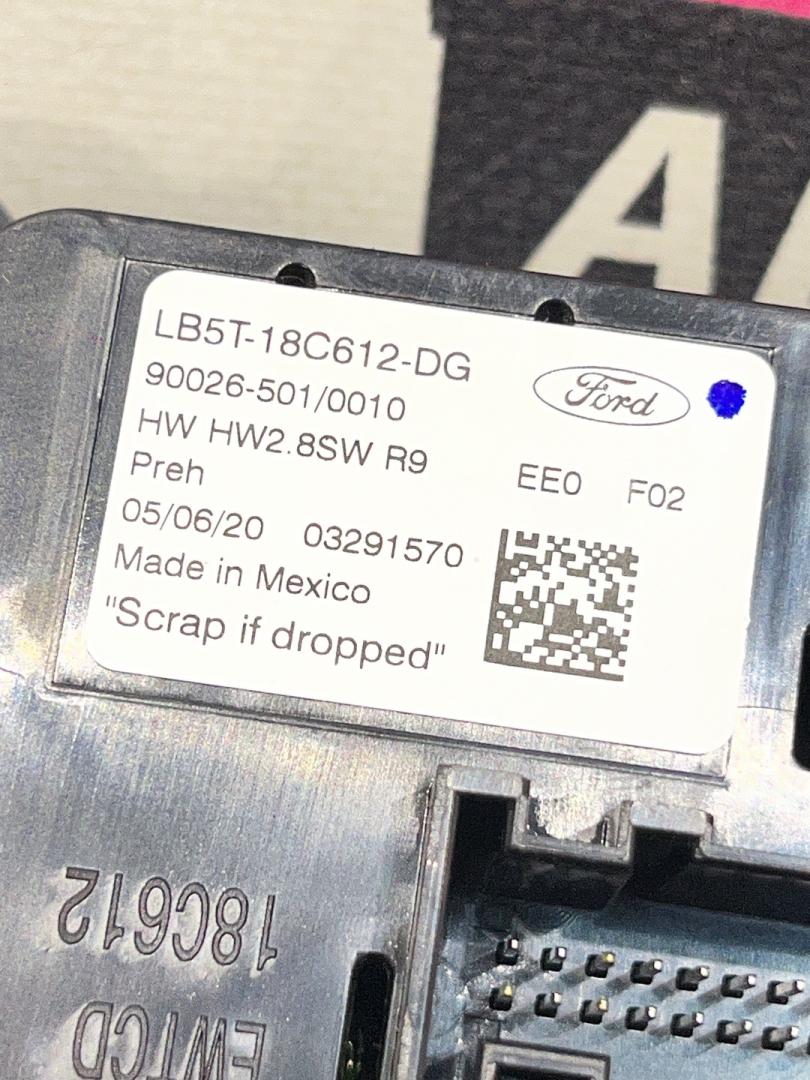 A
LB5T-18C612-DG
90026-501/0010
Ford
HW HW2.8SW R9
Preh
EE0 F02
05/06/20 03291570
Made in Mexico
"Scrap if dropped"
18C612
EWTCD